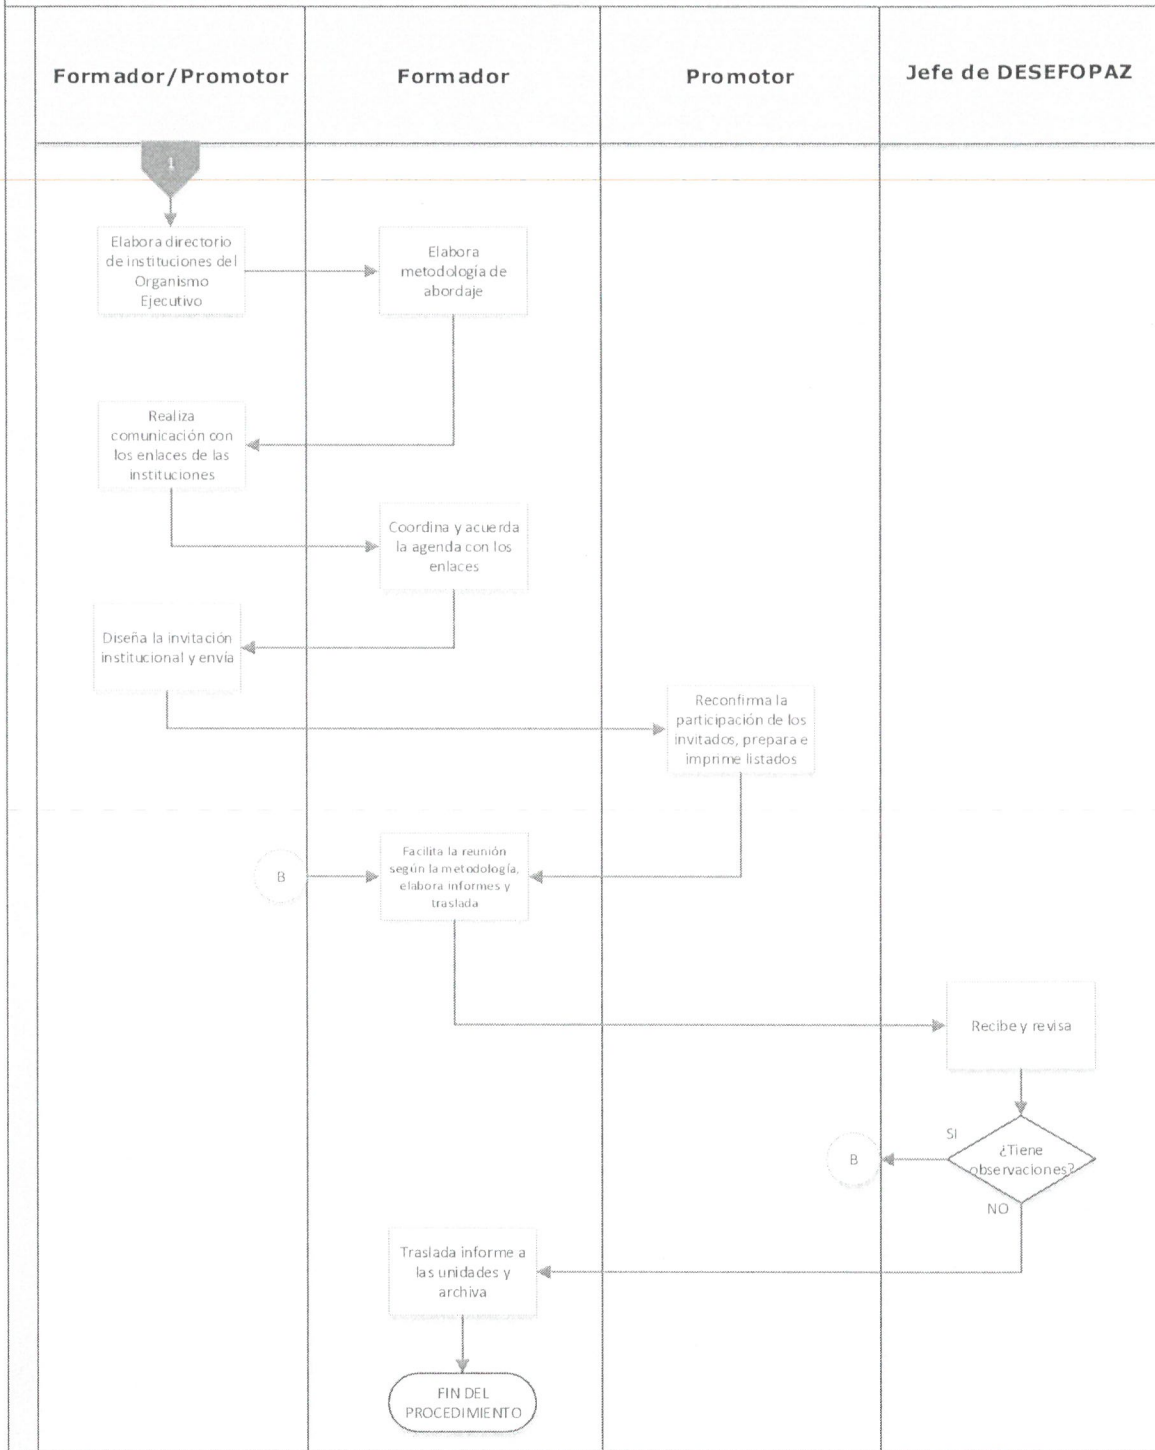 Formador/Promotor
Formador
Promotor
Jefe de DESEFOPAZ
1
Elabora directorio
de instituciones del
Organismo
Ejecutivo
Elabora
metodología de
abordaje
Realiza
comunicación con
los enlaces de las
instituciones
Coordina y acuerda
la agenda con los
enlaces
Diseña la invitación
institucional y envía
Reconfirma la
participación de los
invitados, prepara e
imprime listados
B
Facilita la reunión
según la metodología,
elabora informes y
traslada
Recibe y revisa
SI
B
¿Tiene
observaciones?
NO
Traslada informe a
las unidades y
archiva
FIN DEL
PROCEDIMIENTO